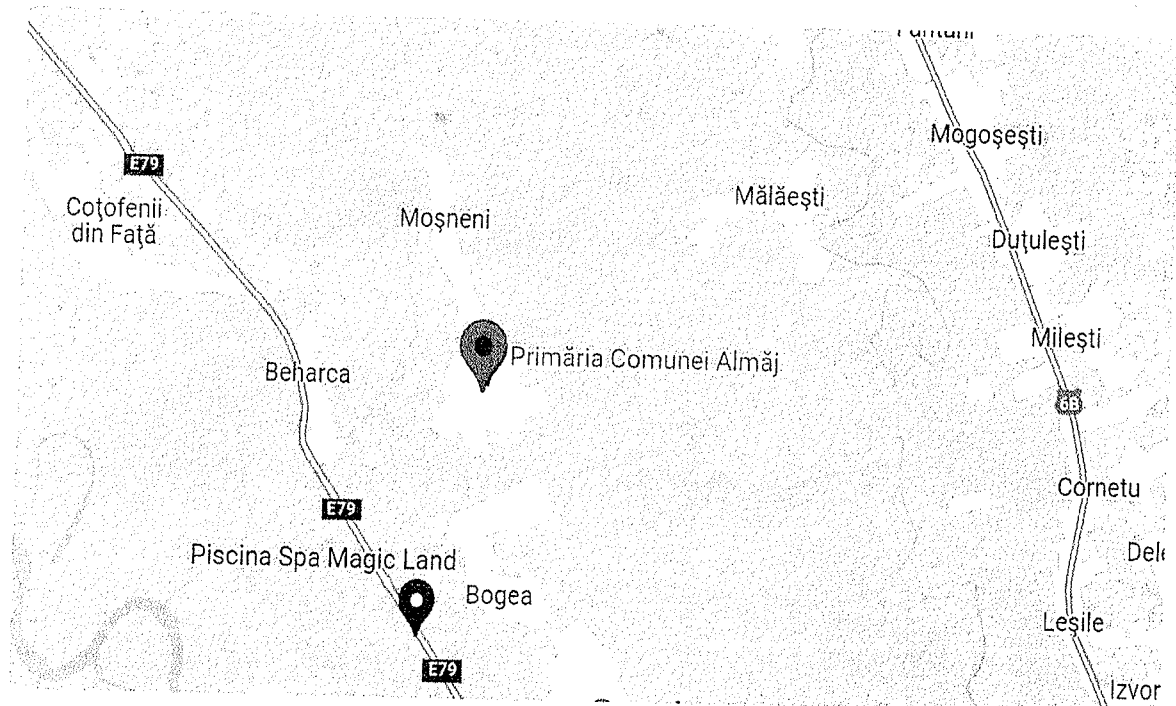 E79
Mogoșești
Coțofenii
din Față
Moșneni
Mălăești
Duțulești
Milești
Primăria Comunei Almăj
Beharca
6B
Cornetu
E79
Piscina Spa Magic Land
Bogea
Leșile
E79
Izvor